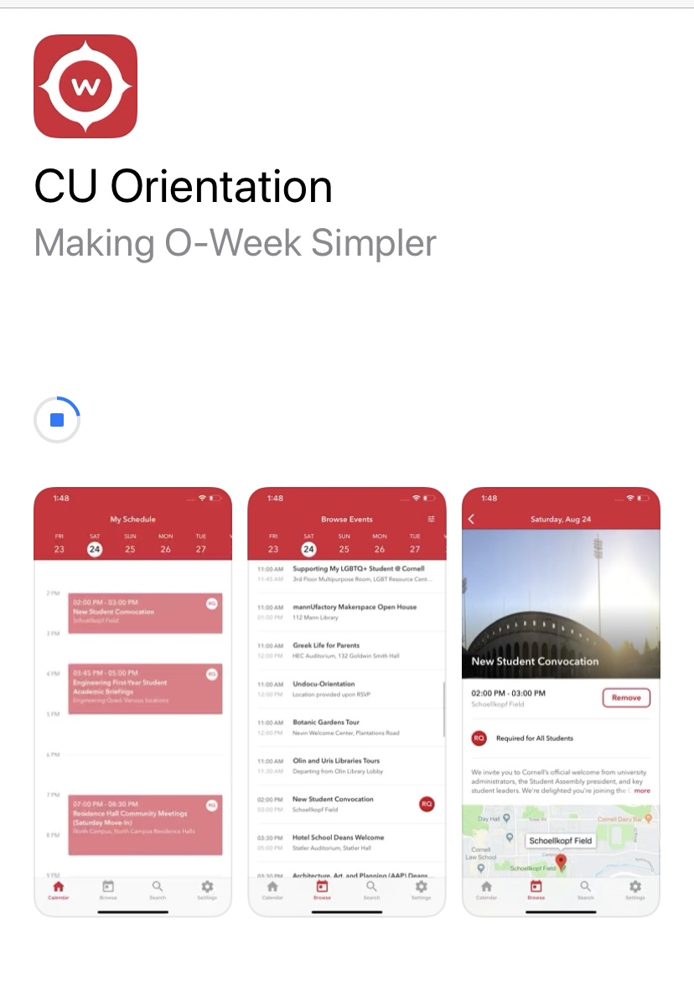 W
CU Orientation
Making O-Week Simpler
1:48
My Schedule
FRI SAT SUN MON TUE
23 24 25 26 27
2 PM
02:00 PM - 03:00 PM RQ
New Student Convocation
Schoellkopf Field
3 PM
4 PM
03:45 PM - 05:00 PM RQ
Engineering First-Year Student
Academic Briefings
Engineering Quad: Various locations
5 PM
6 PM
7 PM
07:00 PM - 08:30 PM RQ
Residence Hall Community Meetings
(Saturday Move-In)
North Campus, North Campus Residence Halls
8 PM
9 PM
Calendar Browse Search Settings
1:48
Browse Events
FRI SAT SUN MON TUE
23 24 25 26 27
11:00 AM Supporting My LGBTQ+ Student @ Cornell
11:45 AM 3rd Floor Multipurpose Room, LGBT Resource Cent...
11:00 AM mannUfactory Makerspace Open House
01:00 PM 112 Mann Library
11:00 AM Greek Life for Parents
12:00 PM HEC Auditorium, 132 Goldwin Smith Hall
11:00 AM Undocu-Orientation
12:00 PM Location provided upon RSVP
11:00 AM Botanic Gardens Tour
12:00 PM Nevin Welcome Center, Plantations Road
11:00 AM Olin and Uris Libraries Tours
11:30 AM Departing from Olin Library Lobby
02:00 PM New Student Convocation RQ
03:00 PM Schoellkopf Field
03:30 PM Hotel School Deans Welcome
05:00 PM Statler Auditorium, Statler Hall
03:30 PM Architecture, Art, and Planning (AAP) Deans
Calendar Browse Search Settings
1:48
Saturday, Aug 24
New Student Convocation
02:00 PM - 03:00 PM
Schoellkopf Field
Remove
RQ Required for All Students
We invite you to Cornell's official welcome from university
administrators, the Student Assembly president, and key
student leaders. We're delighted you're joining the C more
Day Hall
Cornell Dairy Bar
Schoellkopf Field
Cornell
Law School
Schoellkopf Field
Calendar Browse Search Settings